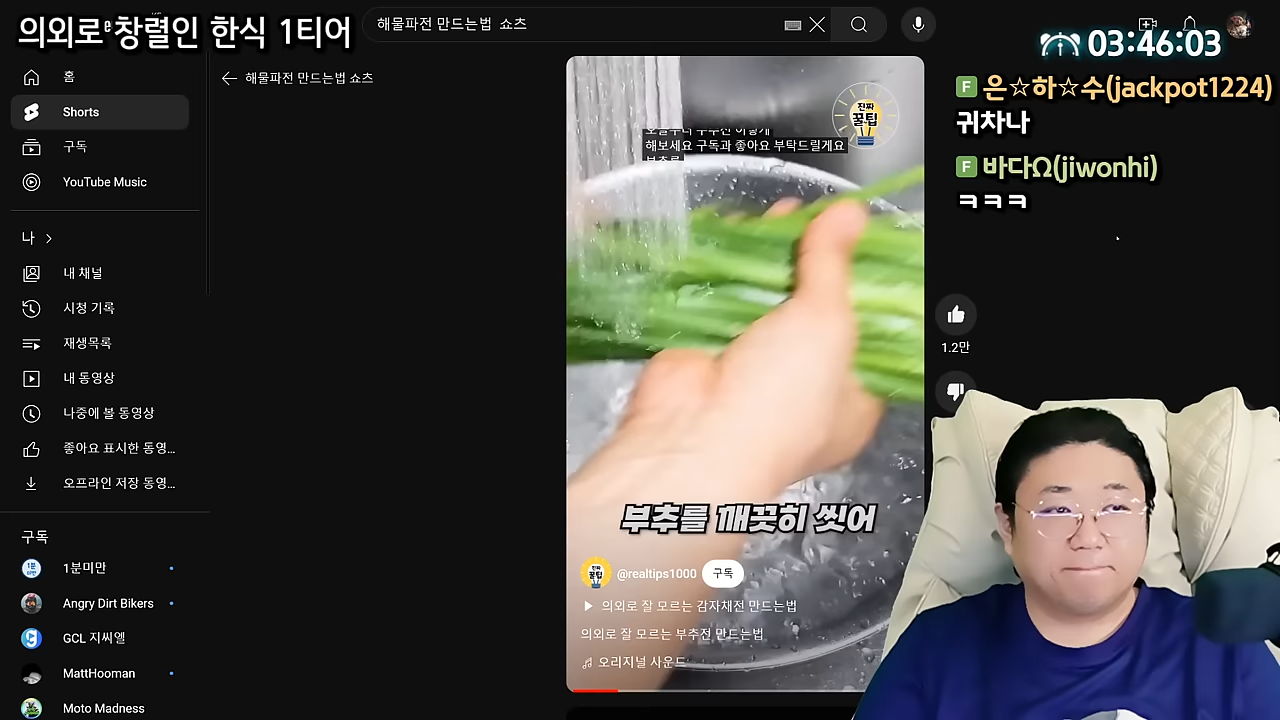 의외로 창렬인 한식 1티어
해물파전 만드는법 쇼츠
03:46:03
홈
해물파전 만드는법 쇼츠
Shorts
구독
YouTube Music
나
내 채널
시청 기록
재생목록
내 동영상
나중에 볼 동영상
좋아요 표시한 동영...
오프라인 저장 동영...
구독
1분미만
Angry Dirt Bikers
GCL 지씨엘
MattHooman
Moto Madness
진짜
꿀팁
해보세요 구독과 좋아요 부탁드릴게요
부추를
부추를 깨끗히 씻어
진짜
꿀팁
@realtips1000 구독
의외로 잘 모르는 감자채전 만드는법
의외로 잘 모르는 부추전 만드는법
오리지널 사운드
1.2만
F 은☆하☆수(jackpot1224)
귀차나
F 바다Ω(jiwonhi)
ㅋㅋㅋ